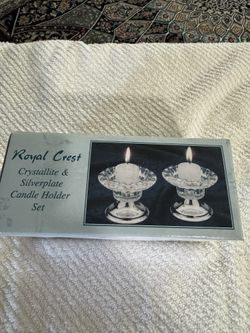 Royal Crest
Crystallite &
Silverplate
Candle Holder
Set